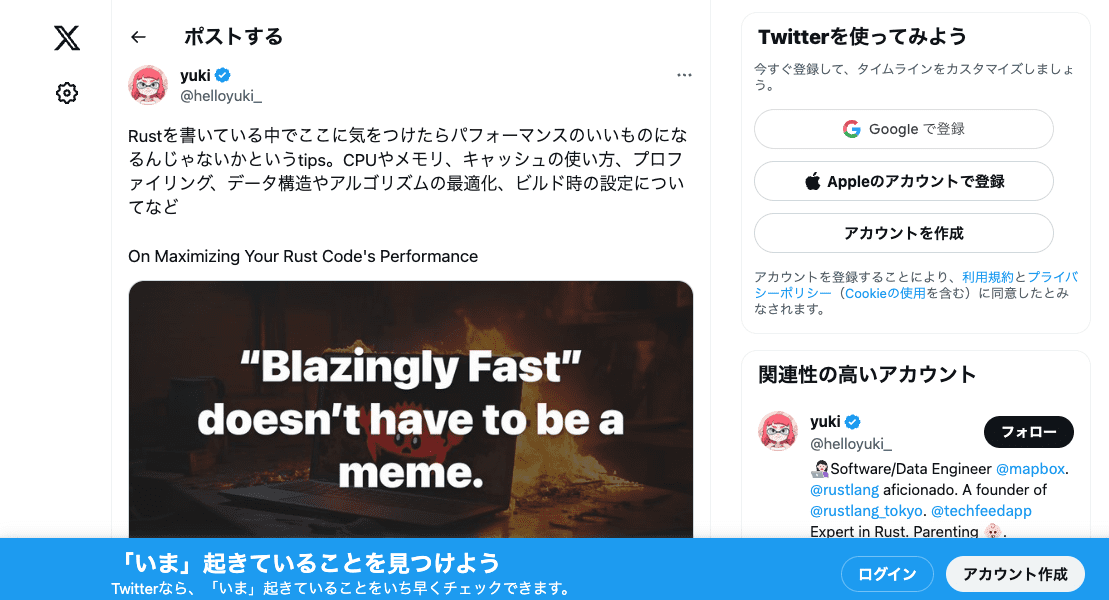 ポストする
yuki
@helloyuki_
Rustを書いている中でここに気をつけたらパフォーマンスのいいものにな
るんじゃないかというtips。CPUやメモリ、キャッシュの使い方、プロフ
ァイリング、データ構造やアルゴリズムの最適化、ビルド時の設定につい
てなど
On Maximizing Your Rust Code's Performance
“Blazingly Fast”
doesn’t have to be a
meme.
Twitterを使ってみよう
今すぐ登録して、タイムラインをカスタマイズしましょ
う。
Google で登録
Appleのアカウントで登録
アカウントを作成
アカウントを登録することにより、利用規約とプライバ
シーポリシー（Cookieの使用を含む）に同意したとみ
なされます。
関連性の高いアカウント
yuki
@helloyuki_
フォロー
Software/Data Engineer @mapbox.
@rustlang aficionado. A founder of
@rustlang_tokyo. @techfeedapp
Expert in Rust. Parenting
「いま」起きていることを見つけよう
Twitterなら、「いま」起きていることをいち早くチェックできます。
ログイン
アカウント作成